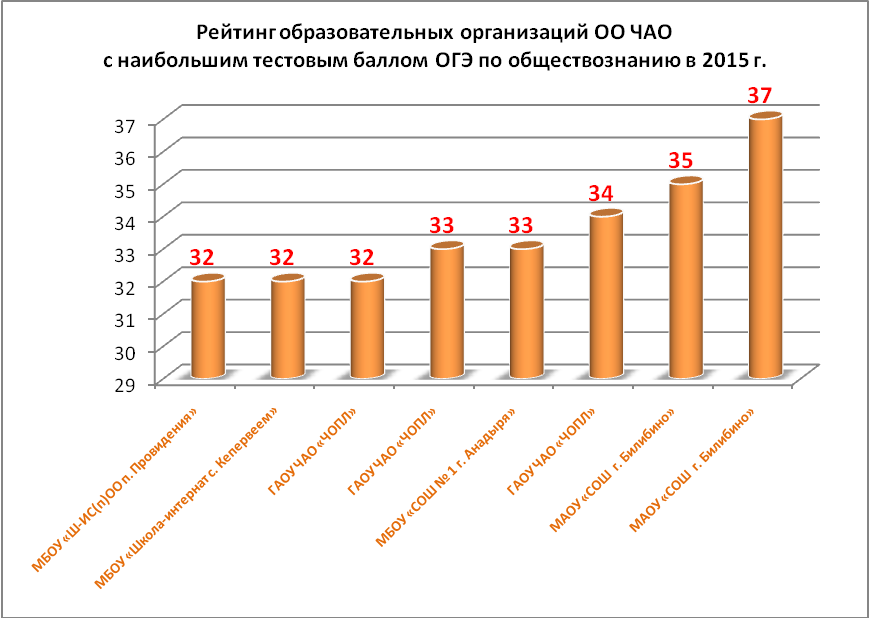 Рейтинг образовательных организаций ОО ЧАО
с наибольшим тестовым баллом ОГЭ по обществознанию в 2015 г.
37
36
35
34
33
32
31
30
29
32
32
32
33
33
34
35
37
МБОУ «Ш-ИС(п)ОО п. Провидения»
МБОУ «Школа-интернат с. Кепервеем»
ГАОУ ЧАО «ЧОПЛ»
ГАОУ ЧАО «ЧОПЛ»
МБОУ «СОШ № 1 г. Анадыря»
ГАОУ ЧАО «ЧОПЛ»
МАОУ «СОШ г. Билибино»
МАОУ «СОШ г. Билибино»